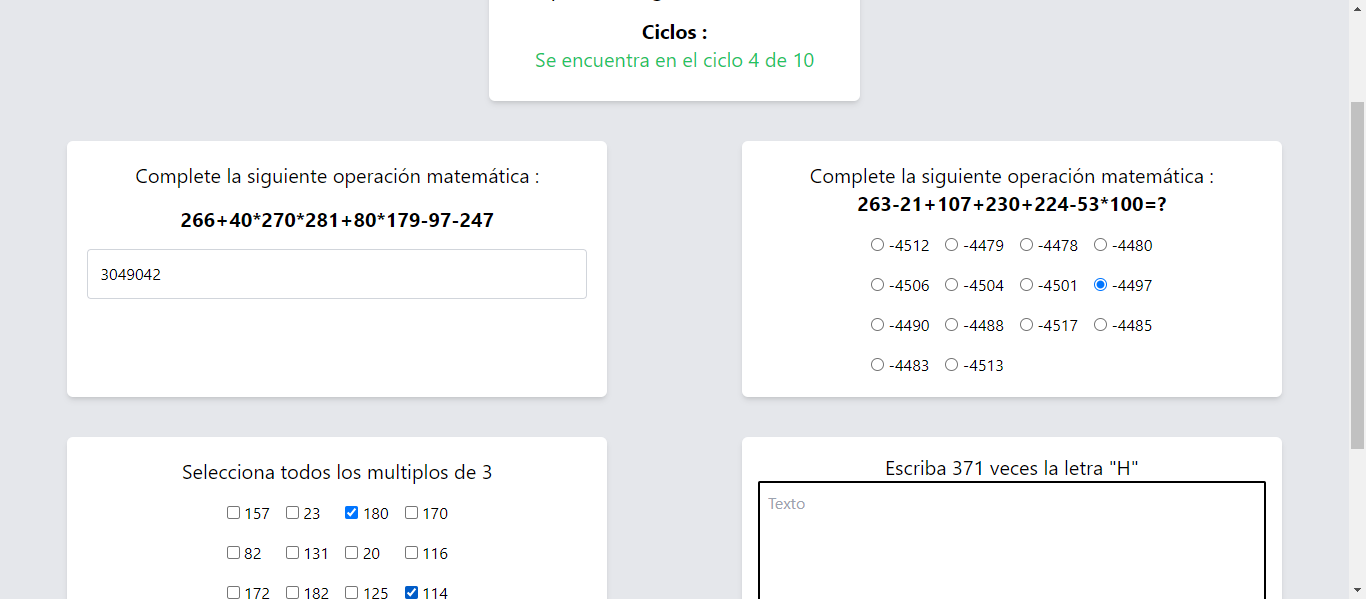 Ciclos :
Se encuentra en el ciclo 4 de 10
Complete la siguiente operación matemática :
266+40*270*281+80*179-97-247
3049042
Complete la siguiente operación matemática :
263-21+107+230+224-53*100=?
-4512 -4479 -4478 -4480
-4506 -4504 -4501 -4497
-4490 -4488 -4517 -4485
-4483 -4513
Selecciona todos los multiplos de 3
157 23 180 170
82 131 20 116
172 182 125 114
Escriba 371 veces la letra "H"
Texto